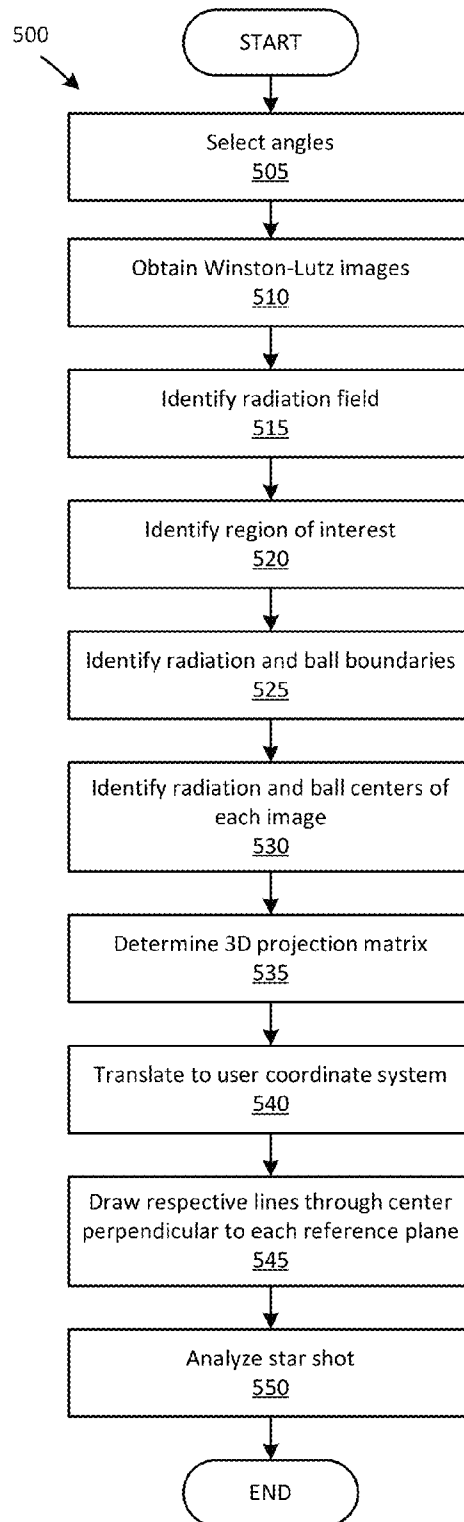 500
START
Select angles
505
Obtain Winston-Lutz images
510
Identify radiation field
515
Identify region of interest
520
Identify radiation and ball boundaries
525
Identify radiation and ball centers of
each image
530
Determine 3D projection matrix
535
Translate to user coordinate system
540
Draw respective lines through center
perpendicular to each reference plane
545
Analyze star shot
550
END